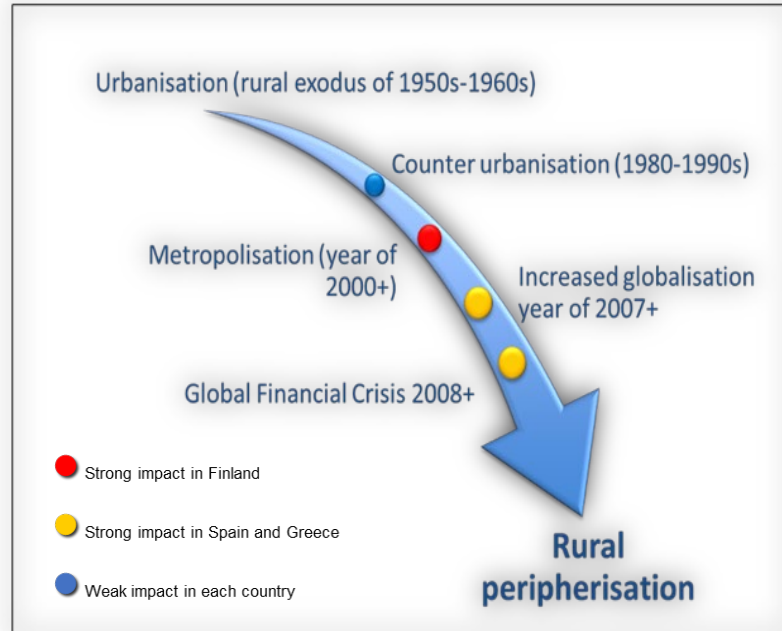 Urbanisation (rural exodus of 1950s-1960s)
Counter urbanisation (1980-1990s)
Metropolisation (year of
2000+)
Increased globalisation
year of 2007+
Global Financial Crisis 2008+
Strong impact in Finland
Strong impact in Spain and Greece
Weak impact in each country
Rural
peripherisation